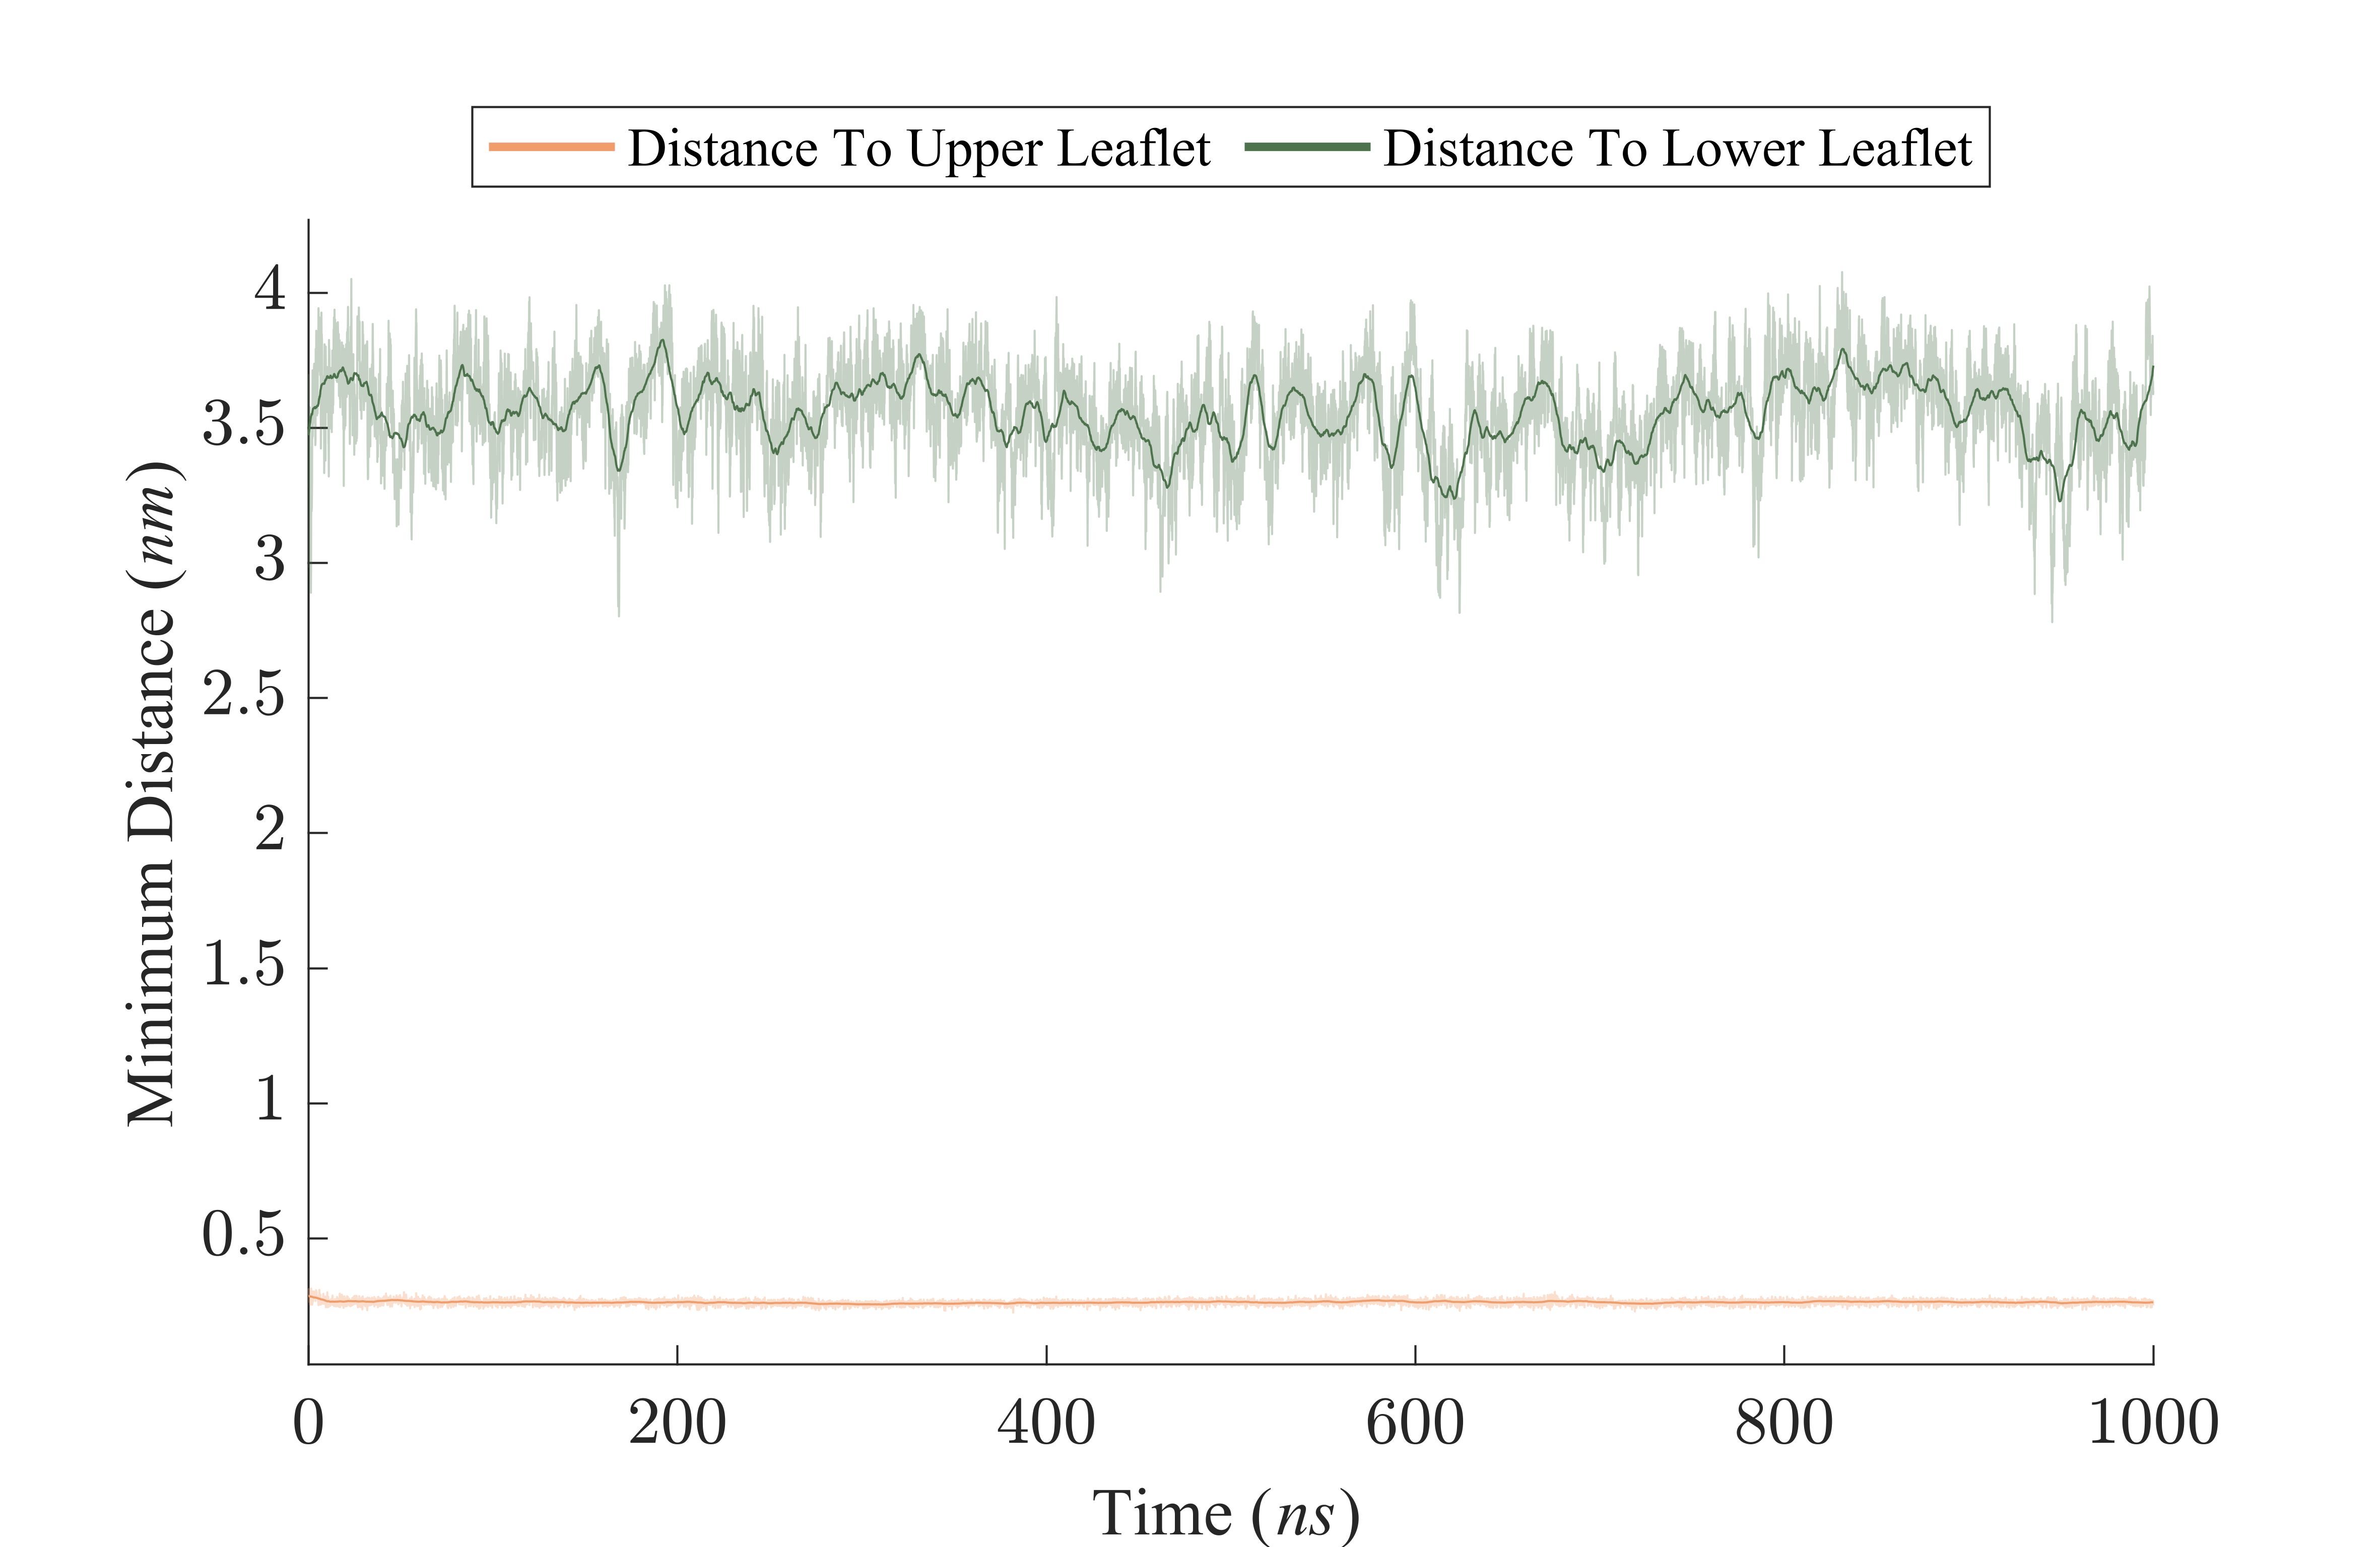 Distance To Upper Leaflet Distance To Lower Leaflet
4
3.5
3
2.5
2
1.5
1
0.5
Minimum Distance (nm)
0 200 400 600 800 1000
Time (ns)